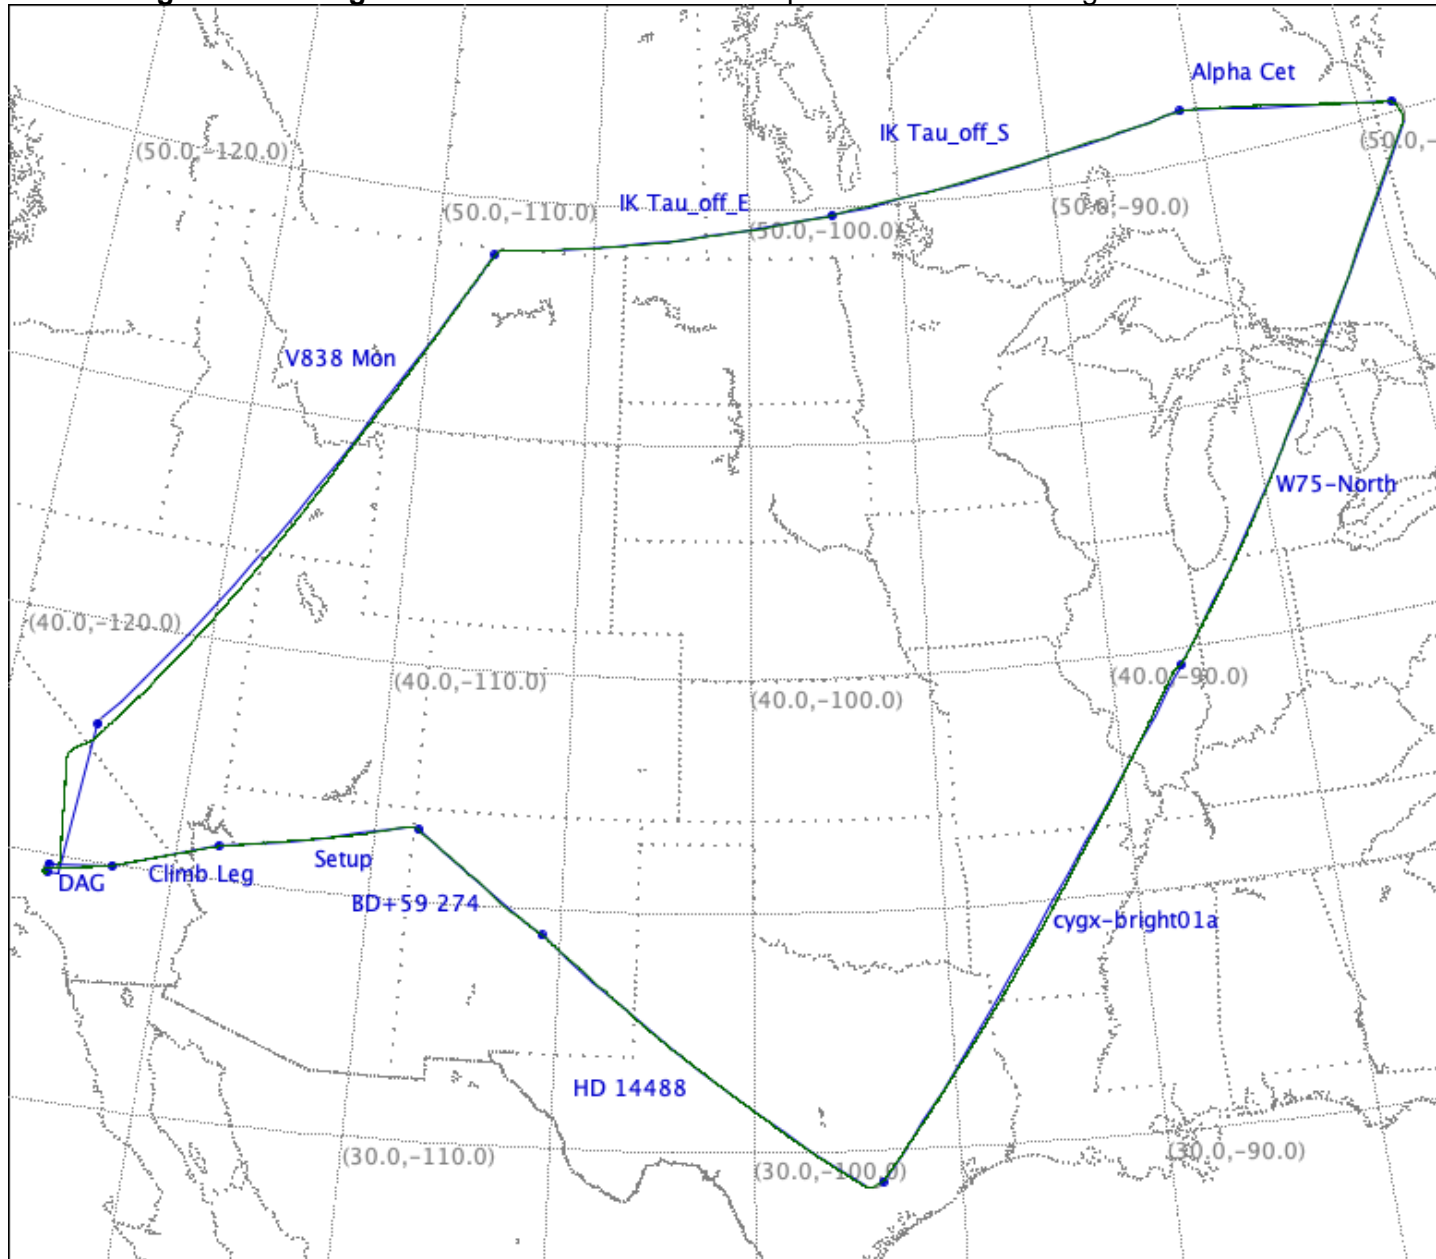 Alpha Cet
IK Tau_off_S
(50.0,-120.0)
(50.0,-
IK Tau_off_E
(50.0,-110.0)
(50.0,-90.0)
(50.0,-100.0)
V838 Mon
W75-North
(40.0,-120.0)
(40.0,-110.0)
(40.0,-90.0)
(40.0,-100.0)
Setup
Climb Leg
DAG
BD+59 274
cygx-bright01a
HD 14488
(30.0,-110.0)
(30.0,-100.0)
(30.0,-90.0)